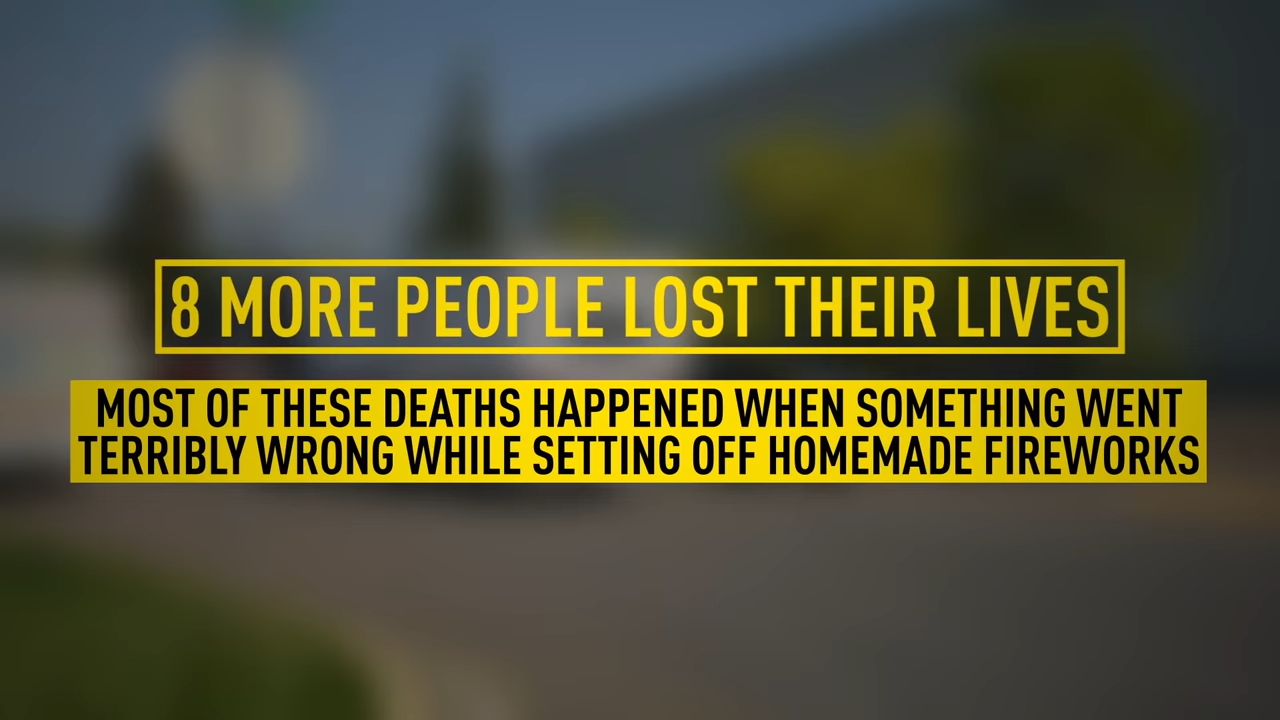 8 MORE PEOPLE LOST THEIR LIVES
MOST OF THESE DEATHS HAPPENED WHEN SOMETHING WENT
TERRIBLY WRONG WHILE SETTING OFF HOMEMADE FIREWORKS